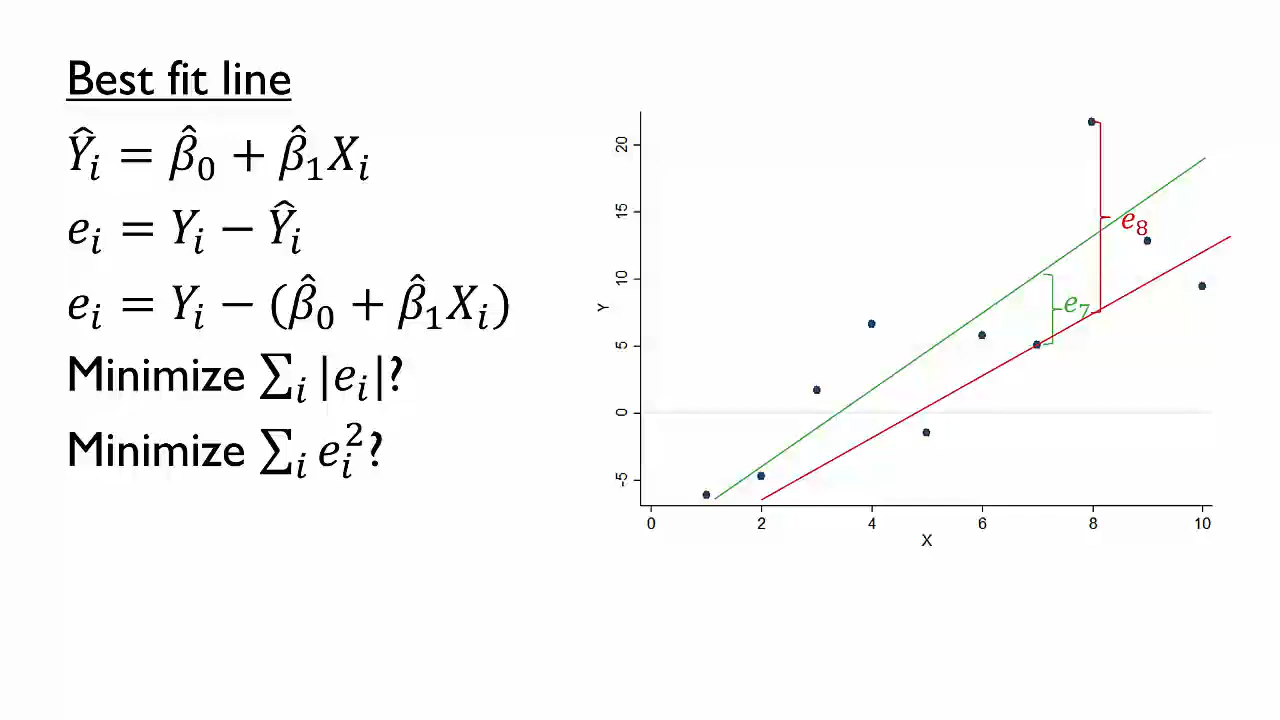 Best fit line
Ŷᵢ = β̂₀ + β̂₁Xᵢ
eᵢ = Yᵢ − Ŷᵢ
eᵢ = Yᵢ − (β̂₀ + β̂₁Xᵢ)
Minimize ∑ᵢ |eᵢ|?
Minimize ∑ᵢ eᵢ²?
20
15
10
5
0
-5
Y
e₈
e₇
0 2 4 6 8 10
X